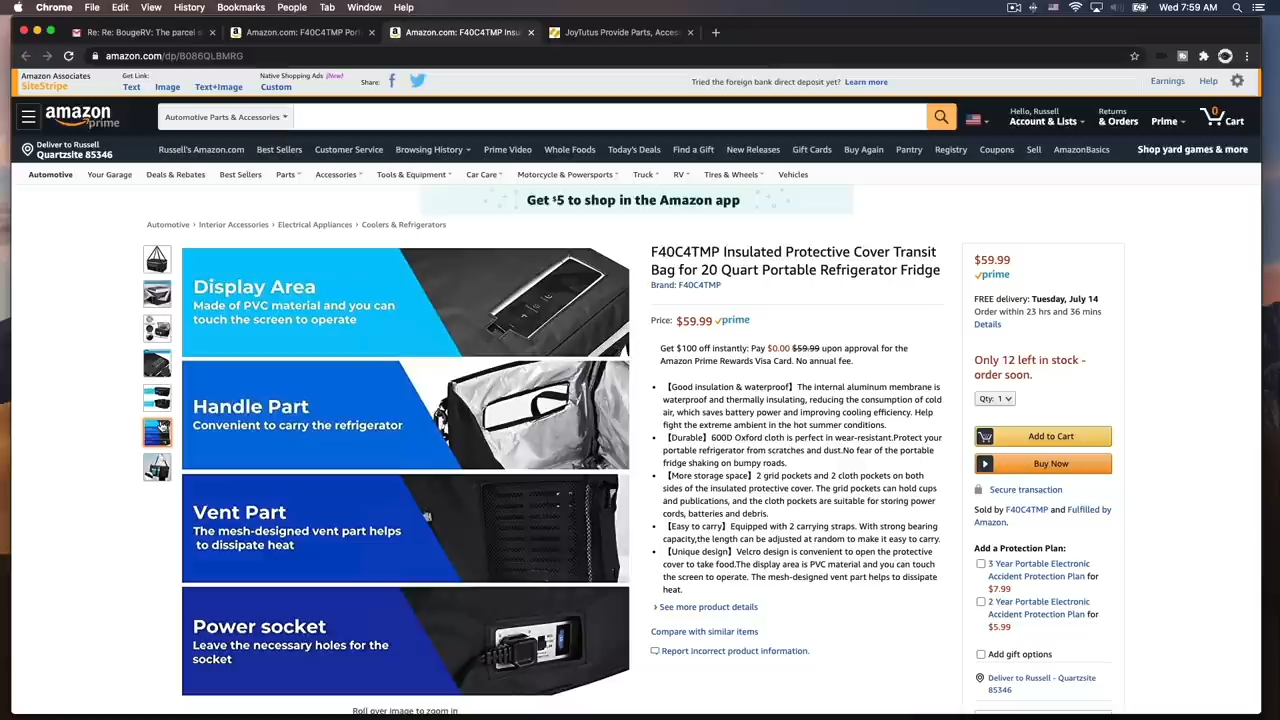 Chrome File Edit View History Bookmarks People Tab Window Help Wed 7:59 AM
Re: Re: BougeRV: The parcel s Amazon.com: F40C4TMP Port Amazon.com: F40C4TMP Insu JoyTutus Provide Parts, Acces
amazon.com/dp/B086QLBMRG
Amazon Associates Get Link: Native Shopping Ads (New!)
SiteStripe Text Image Text+Image Custom Share: Tried the foreign bank direct deposit yet? Learn more Earnings Help
amazon prime Automotive Parts & Accessories Hello, Russell Account & Lists Returns & Orders Prime 0 Cart
Deliver to Russell
Quartzsite 85346 Russell's Amazon.com Best Sellers Customer Service Browsing History Prime Video Whole Foods Today's Deals Find a Gift New Releases Gift Cards Buy Again Pantry Registry Coupons Sell AmazonBasics Shop yard games & more
Automotive Your Garage Deals & Rebates Best Sellers Parts Accessories Tools & Equipment Car Care Motorcycle & Powersports Truck RV Tires & Wheels Vehicles
Get $5 to shop in the Amazon app
Automotive › Interior Accessories › Electrical Appliances › Coolers & Refrigerators
Display Area
Made of PVC material and you can
touch the screen to operate
Handle Part
Convenient to carry the refrigerator
Vent Part
The mesh-designed vent part helps
to dissipate heat
Power socket
Leave the necessary holes for the
socket
Roll over image to zoom in
F40C4TMP Insulated Protective Cover Transit
Bag for 20 Quart Portable Refrigerator Fridge
Brand: F40C4TMP
Price: $59.99 prime
Get $100 off instantly: Pay $0.00 $59.99 upon approval for the
Amazon Prime Rewards Visa Card. No annual fee.
• 【Good insulation & waterproof】The internal aluminum membrane is
waterproof and thermally insulating, reducing the consumption of cold
air, which saves battery power and improving cooling efficiency. Help
fight the extreme ambient in the hot summer conditions.
• 【Durable】600D Oxford cloth is perfect in wear-resistant.Protect your
portable refrigerator from scratches and dust.No fear of the portable
fridge shaking on bumpy roads.
• 【More storage space】2 grid pockets and 2 cloth pockets on both
sides of the insulated protective cover. The grid pockets can hold cups
and publications, and the cloth pockets are suitable for storing power
cords, batteries and debris.
• 【Easy to carry】Equipped with 2 carrying straps. With strong bearing
capacity,the length can be adjusted at random to make it easy to carry.
• 【Unique design】Velcro design is convenient to open the protective
cover to take food.The display area is PVC material and you can touch
the screen to operate. The mesh-designed vent part helps to dissipate
heat.
› See more product details
Compare with similar items
Report incorrect product information.
$59.99
prime
FREE delivery: Tuesday, July 14
Order within 23 hrs and 36 mins
Details
Only 12 left in stock -
order soon.
Qty: 1
Add to Cart
Buy Now
Secure transaction
Sold by F40C4TMP and Fulfilled by
Amazon.
Add a Protection Plan:
3 Year Portable Electronic
Accident Protection Plan for
$7.99
2 Year Portable Electronic
Accident Protection Plan for
$5.99
Add gift options
Deliver to Russell - Quartzsite
85346